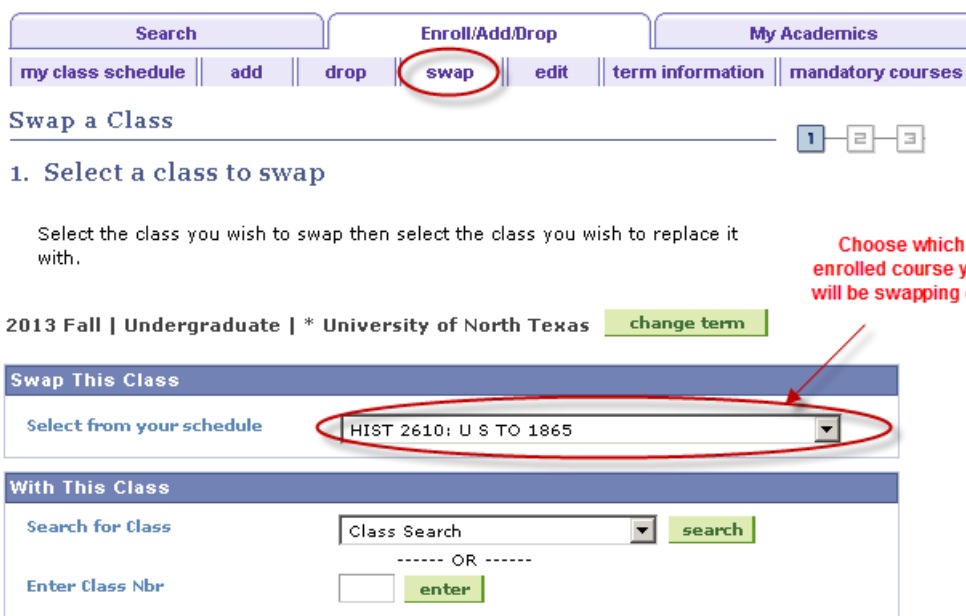 Search Enroll/Add/Drop My Academics
my class schedule add drop swap edit term information mandatory courses
Swap a Class
1 2 3
1. Select a class to swap
Select the class you wish to swap then select the class you wish to replace it
with.
Choose which
enrolled course y
will be swapping
2013 Fall | Undergraduate | * University of North Texas change term
Swap This Class
Select from your schedule HIST 2610: U S TO 1865
With This Class
Search for Class Class Search search
------ OR ------
Enter Class Nbr enter